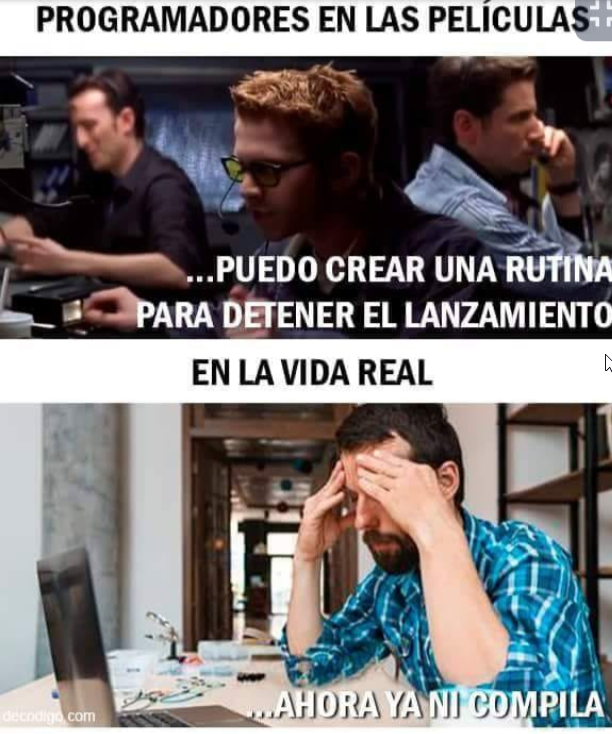 PROGRAMADORES EN LAS PELÍCULAS
...PUEDO CREAR UNA RUTINA
PARA DETENER EL LANZAMIENTO
EN LA VIDA REAL
...AHORA YA NI COMPILA
decodigo.com